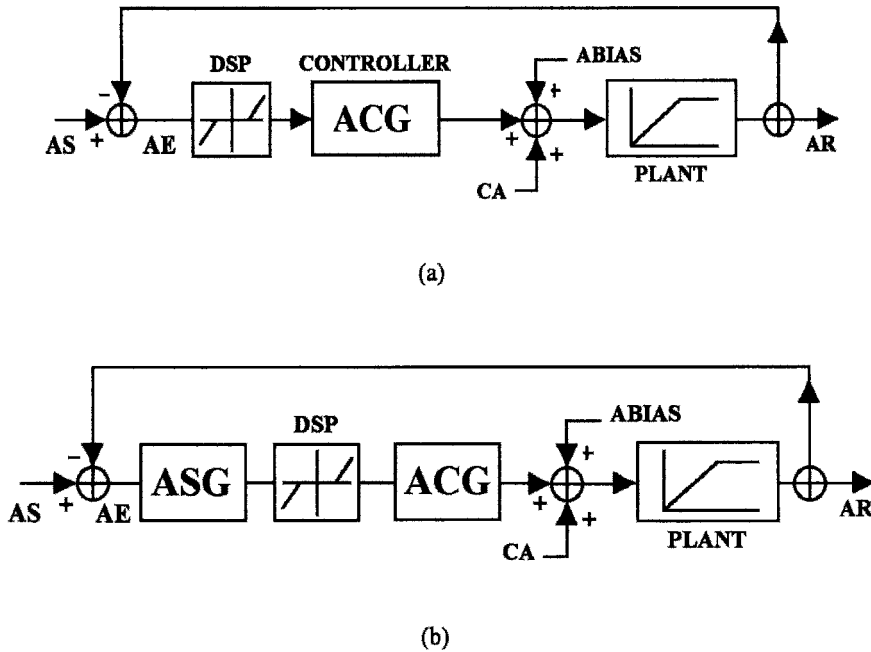 DSP
CONTROLLER
ABIAS
−
+
ACG
AS
+
AE
+
+
AR
CA
PLANT
(a)
DSP
ABIAS
−
+
ASG
ACG
AS
+
AE
+
+
AR
CA
PLANT
(b)